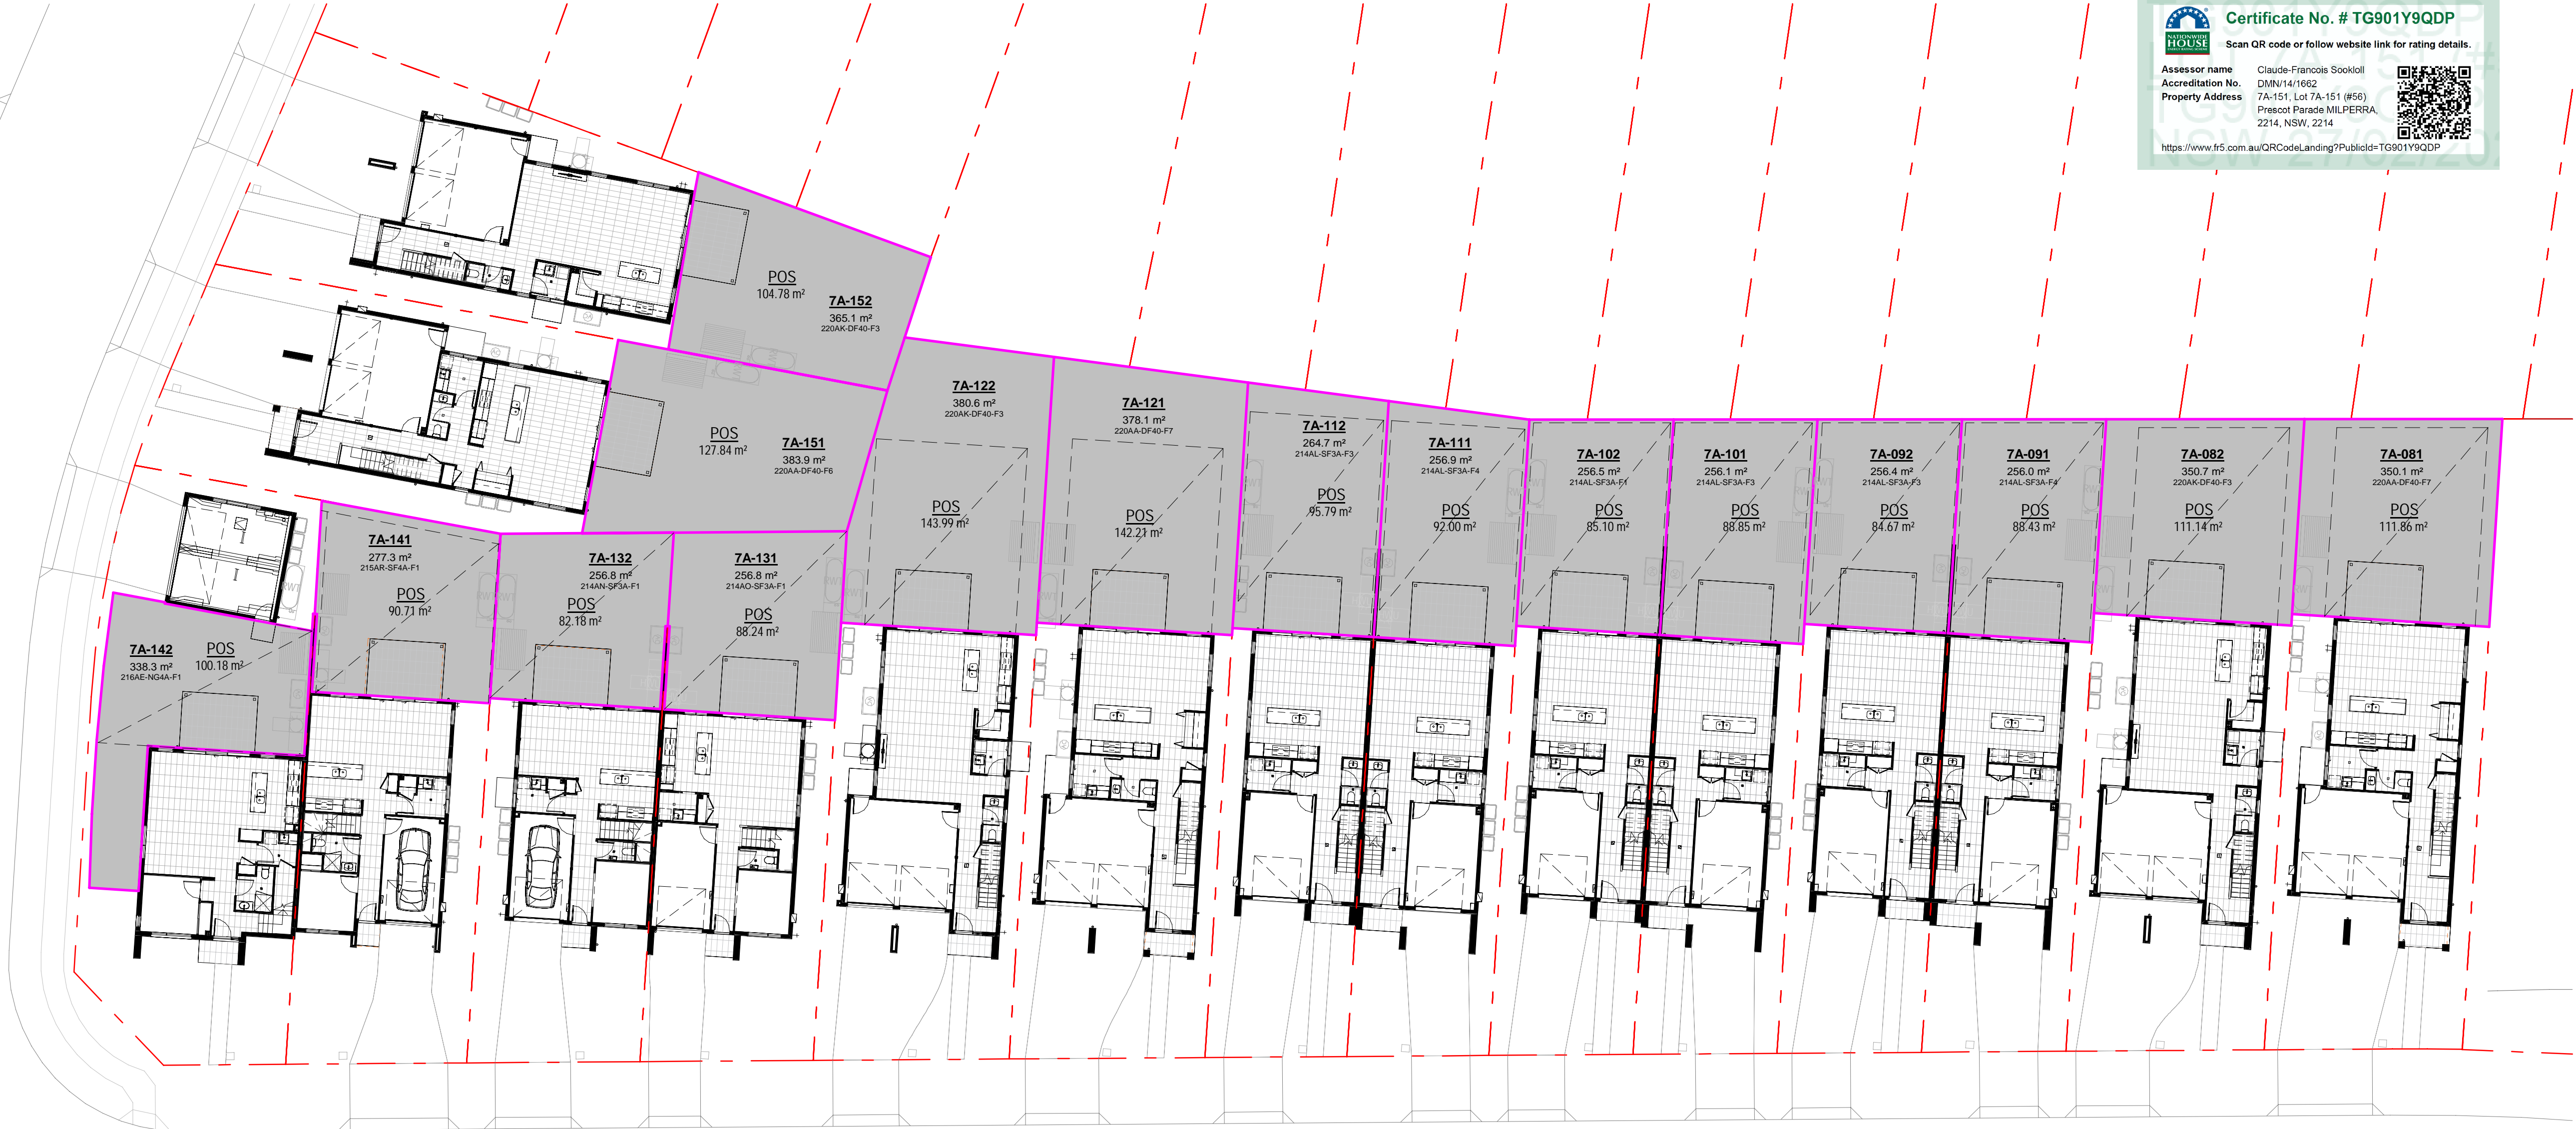 Certificate No. # TG901Y9QDP
Scan QR code or follow website link for rating details.
NATIONWIDE
HOUSE
Assessor name Claude-Francois Sookloll
Accreditation No. DMN/14/1662
Property Address 7A-151, Lot 7A-151 (#56)
Prescot Parade MILPERRA,
2214, NSW, 2214
https://www.fr5.com.au/QRCodeLanding?PublicId=TG901Y9QDP
POS
104.78 m²
7A-152
365.1 m²
220AK-DF40-F3
POS
127.84 m²
7A-151
383.9 m²
220AA-DF40-F6
7A-122
380.6 m²
220AK-DF40-F3
POS
143.99 m²
7A-121
378.1 m²
220AA-DF40-F7
POS
142.21 m²
7A-112
264.7 m²
214AL-SF3A-F3
POS
95.79 m²
7A-111
256.9 m²
214AL-SF3A-F4
POS
92.00 m²
7A-102
256.5 m²
214AL-SF3A-F1
POS
85.10 m²
7A-101
256.1 m²
214AL-SF3A-F3
POS
88.85 m²
7A-092
256.4 m²
214AL-SF3A-F3
POS
84.67 m²
7A-091
256.0 m²
214AL-SF3A-F4
POS
88.43 m²
7A-082
350.7 m²
220AK-DF40-F3
POS
111.14 m²
7A-081
350.1 m²
220AA-DF40-F7
POS
111.86 m²
7A-141
277.3 m²
215AR-SF4A-F1
POS
90.71 m²
7A-132
256.8 m²
214AN-SF3A-F1
POS
82.18 m²
7A-131
256.8 m²
214AO-SF3A-F1
POS
88.24 m²
7A-142
338.3 m²
216AE-NG4A-F1
POS
100.18 m²